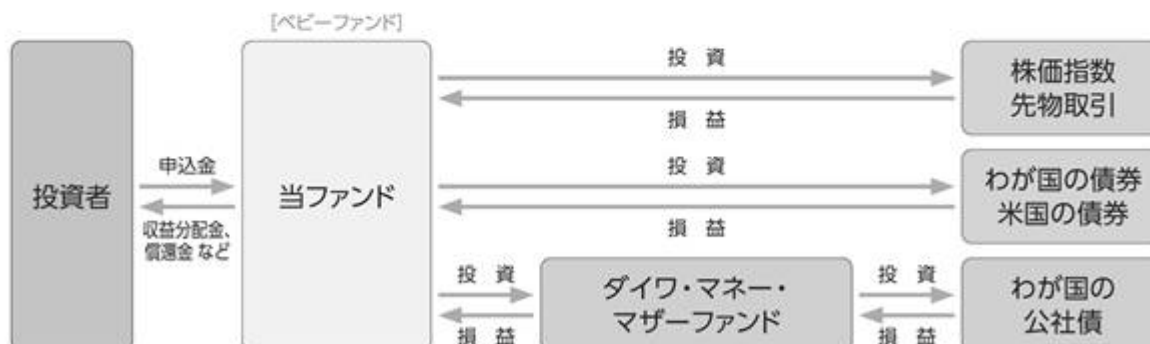 [ベビーファンド]
投資者
申込金
収益分配金、
償還金 など
当ファンド
投 資
損 益
株価指数
先物取引
投 資
損 益
わが国の債券
米国の債券
投 資
損 益
ダイワ・マネー・
マザーファンド
投 資
損 益
わが国の
公社債